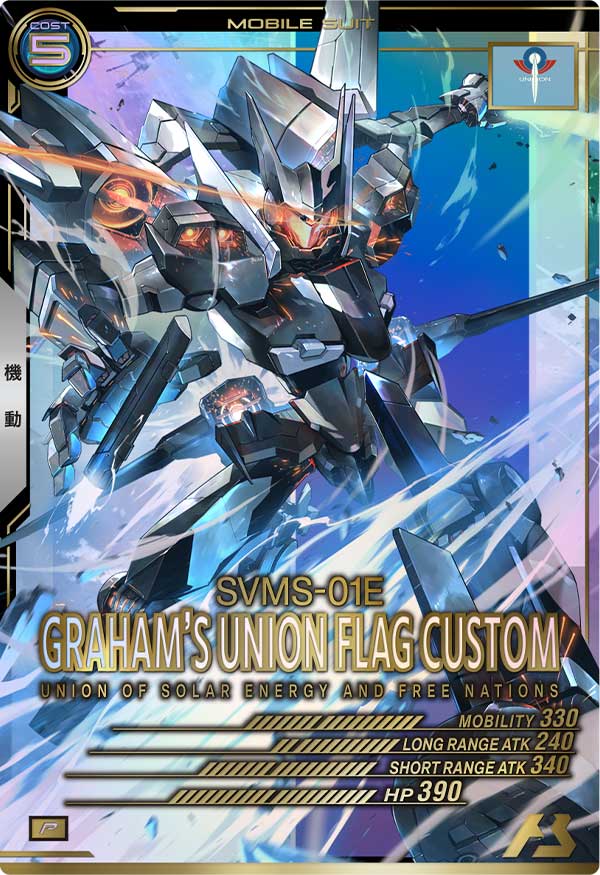 COST
5
MOBILE SUIT
UNION
機動
SVMS-01E
GRAHAM'S UNION FLAG CUSTOM
UNION OF SOLAR ENERGY AND FREE NATIONS
MOBILITY 330
LONG RANGE ATK 240
SHORT RANGE ATK 340
HP 390
P